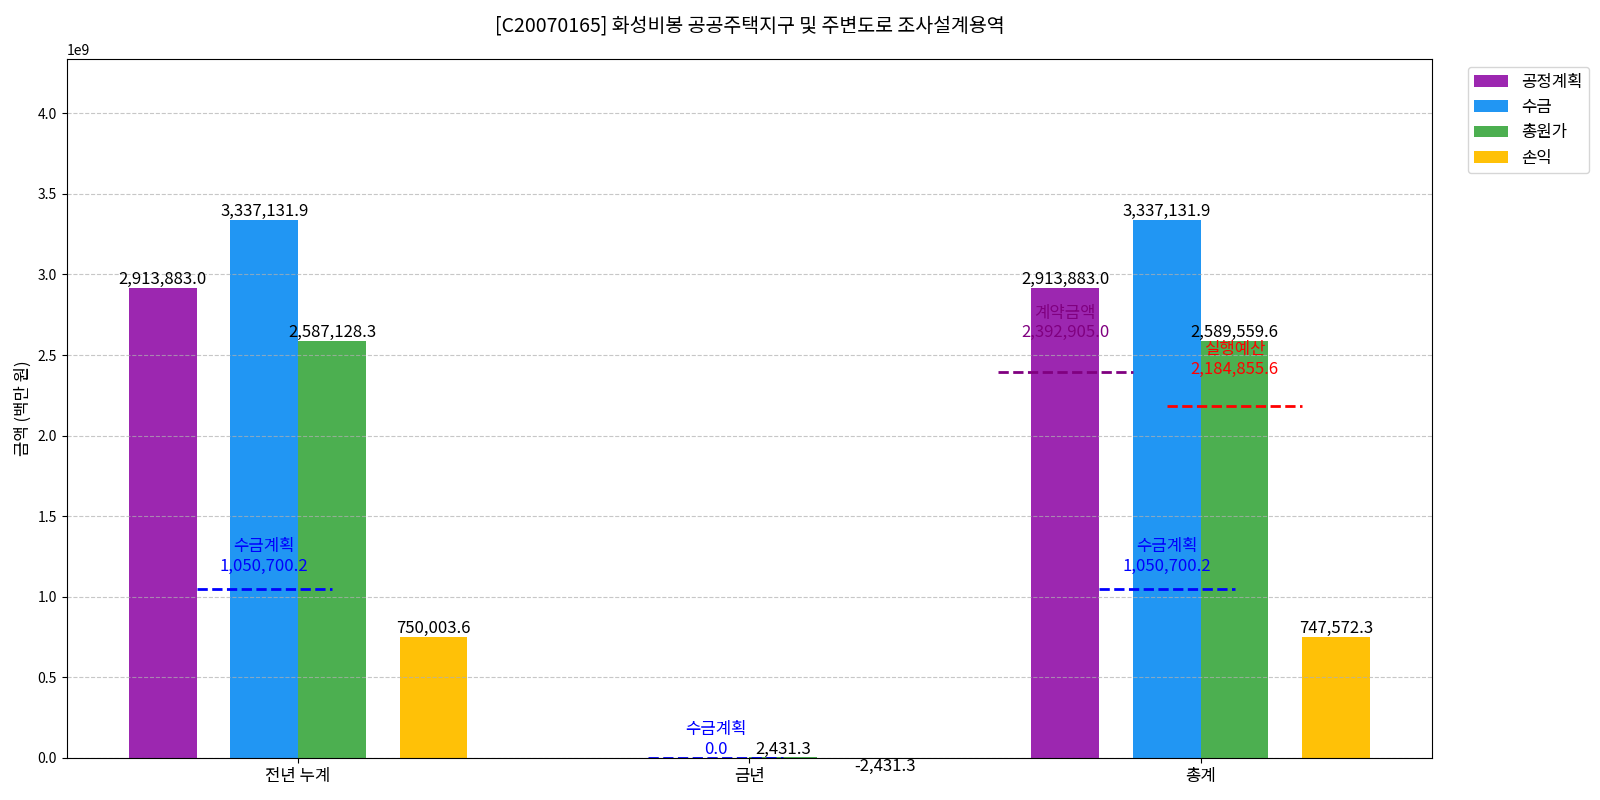 [C20070165] 화성비봉 공공주택지구 및 주변도로 조사설계용역
1e9
공정계획
수금
총원가
손익
금액 (백만 원)
4.0
3.5
3.0
2.5
2.0
1.5
1.0
0.5
0.0
2,913,883.0
3,337,131.9
2,587,128.3
수금계획
1,050,700.2
750,003.6
수금계획
0.0
2,431.3
-2,431.3
2,913,883.0
계약금액
2,392,905.0
3,337,131.9
2,589,559.6
실행예산
2,184,855.6
수금계획
1,050,700.2
747,572.3
전년 누계
금년
총계